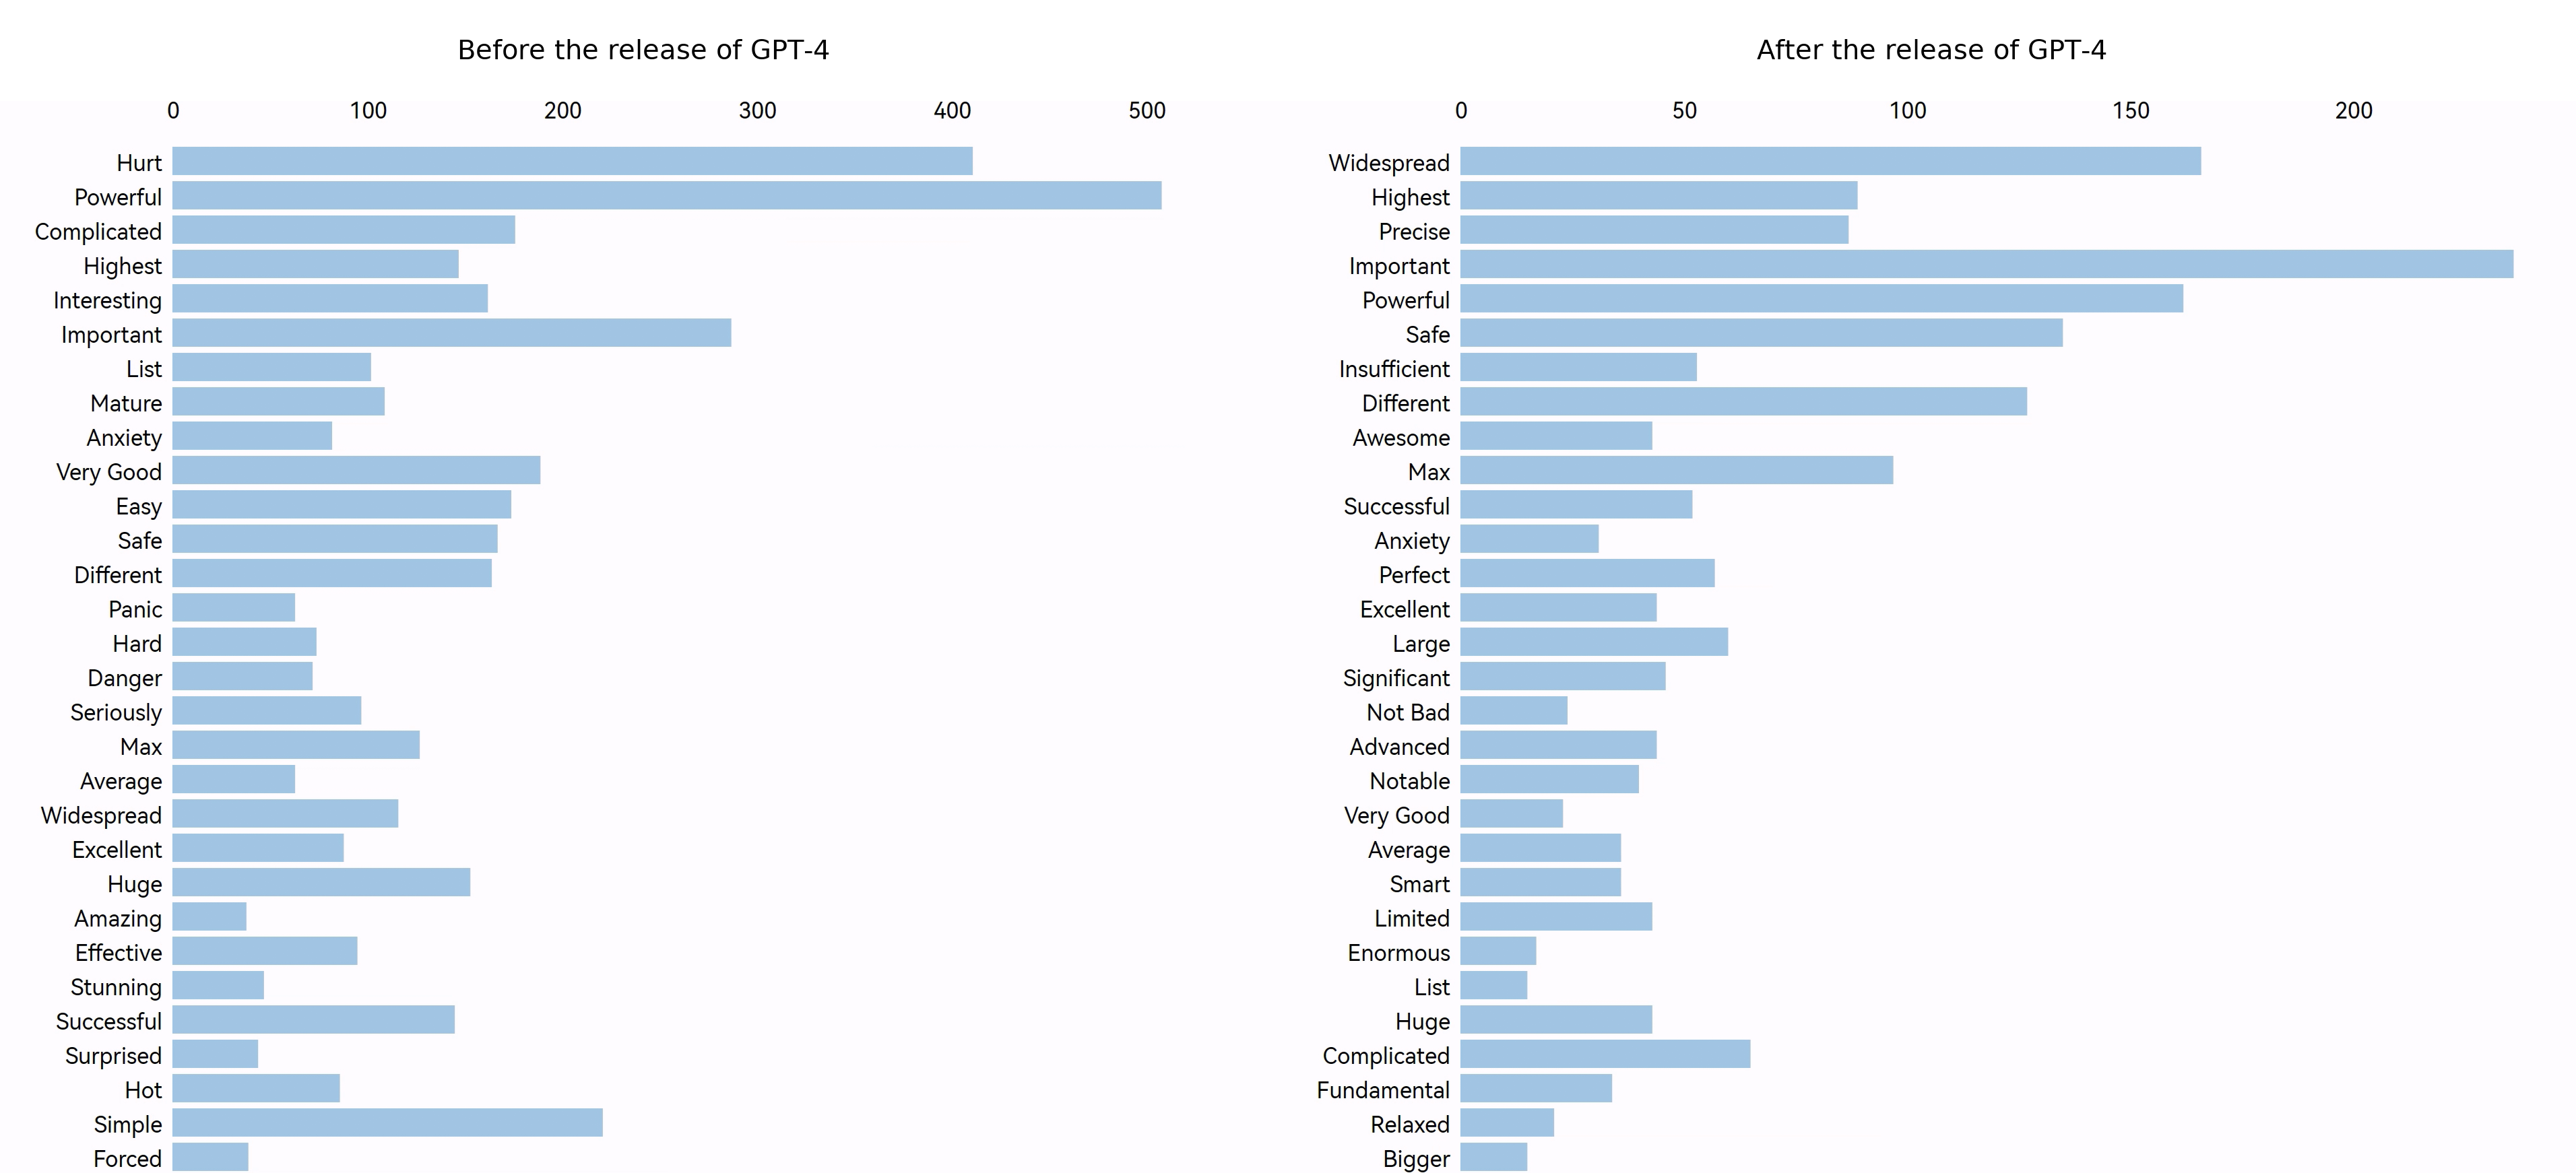 Before the release of GPT-4
0 100 200 300 400 500
Hurt
Powerful
Complicated
Highest
Interesting
Important
List
Mature
Anxiety
Very Good
Easy
Safe
Different
Panic
Hard
Danger
Seriously
Max
Average
Widespread
Excellent
Huge
Amazing
Effective
Stunning
Successful
Surprised
Hot
Simple
Forced
After the release of GPT-4
0 50 100 150 200
Widespread
Highest
Precise
Important
Powerful
Safe
Insufficient
Different
Awesome
Max
Successful
Anxiety
Perfect
Excellent
Large
Significant
Not Bad
Advanced
Notable
Very Good
Average
Smart
Limited
Enormous
List
Huge
Complicated
Fundamental
Relaxed
Bigger